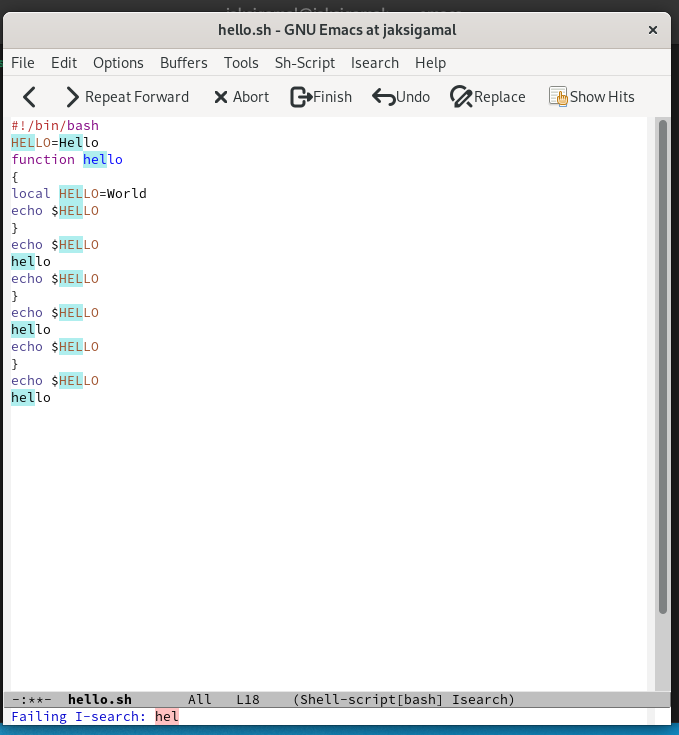 hello.sh - GNU Emacs at jaksigamal
File Edit Options Buffers Tools Sh-Script Isearch Help
Repeat Forward Abort Finish Undo Replace Show Hits
#!/bin/bash
HELLO=Hello
function hello
{
local HELLO=World
echo $HELLO
}
echo $HELLO
hello
echo $HELLO
}
echo $HELLO
hello
echo $HELLO
}
echo $HELLO
hello
-:**- hello.sh All L18 (Shell-script[bash] Isearch)
Failing I-search: hel